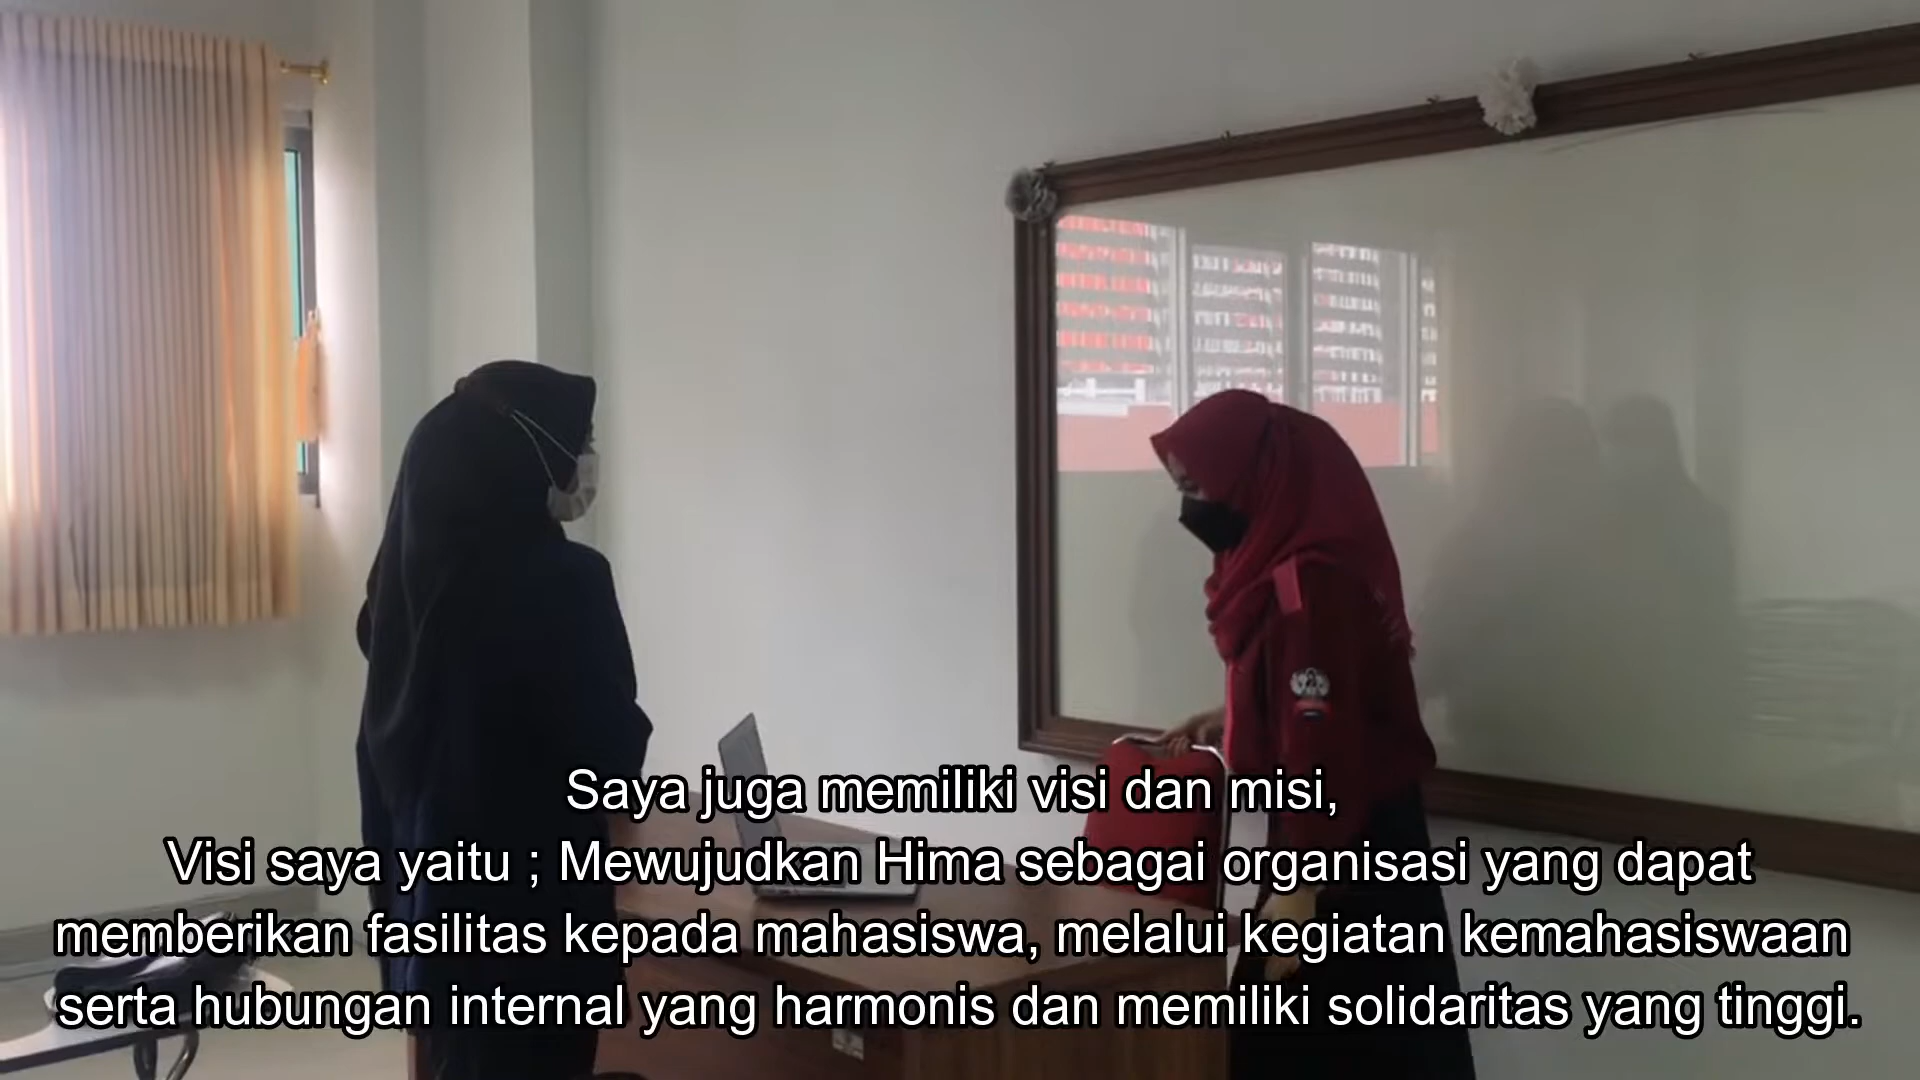 Saya juga memiliki visi dan misi,
Visi saya yaitu ; Mewujudkan Hima sebagai organisasi yang dapat
memberikan fasilitas kepada mahasiswa, melalui kegiatan kemahasiswaan
serta hubungan internal yang harmonis dan memiliki solidaritas yang tinggi.